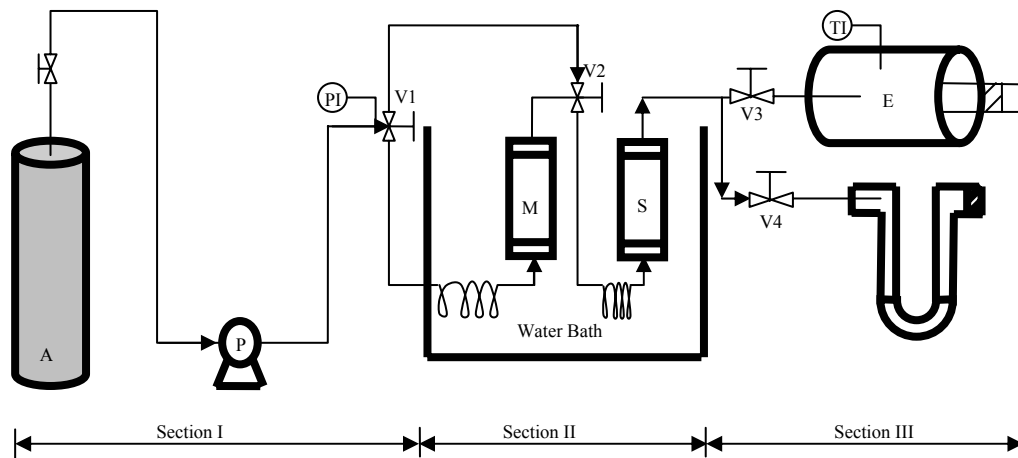 TI
PI
V1
V2
V3
E
M
S
V4
A
P
Water Bath
Section I
Section II
Section III